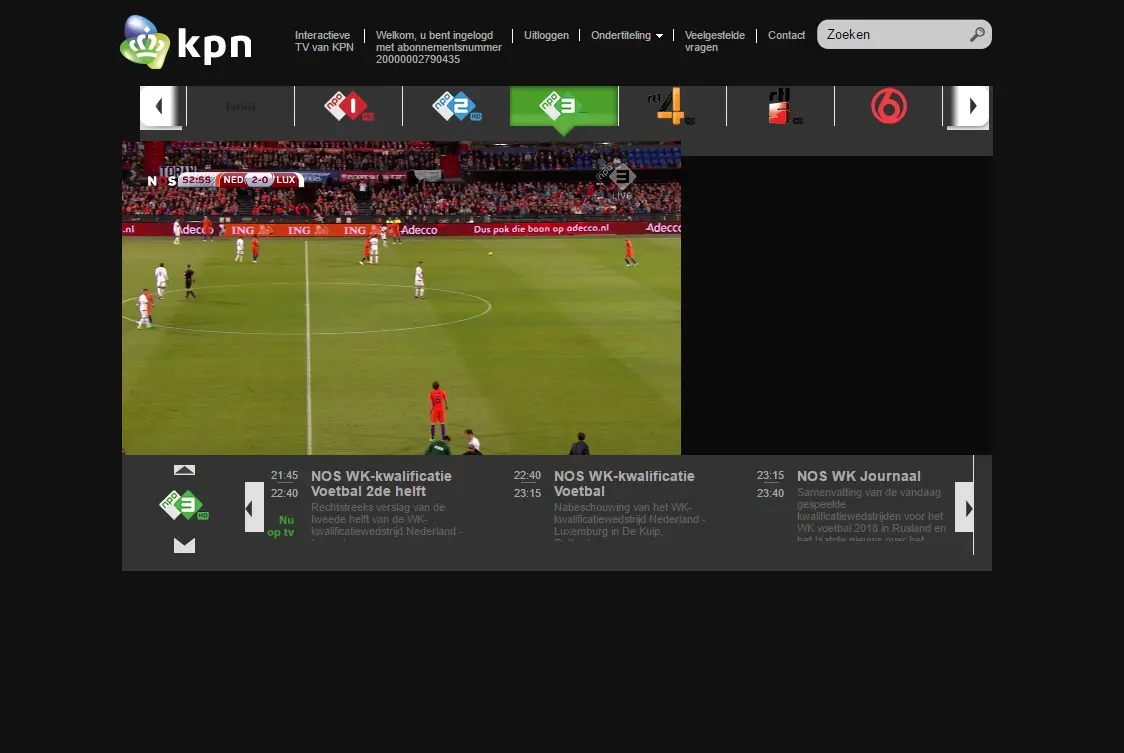 kpn
Interactieve
TV van KPN
Welkom, u bent ingelogd
met abonnementsnummer
20000002790435
Uitloggen
Ondertiteling
Veelgestelde
vragen
Contact
Zoeken
npo 1 HD
npo 2 HD
npo 3
rtl 4
rtl
6
NOS 52:55 NED 2-0 LUX
npo 3
LIVE
.nl Adecco ING ING Adecco Dus pak die baan op adecco.nl Adecco
5
npo 3 HD
21:45
22:40
Nu
op tv
NOS WK-kwalificatie
Voetbal 2de helft
Rechtstreeks verslag van de
tweede helft van de WK-
kwalificatiewedstrijd Nederland -
22:40
23:15
NOS WK-kwalificatie
Voetbal
Nabeschouwing van het WK-
kwalificatiewedstrijd Nederland -
Luxemburg in De Kuip,
23:15
23:40
NOS WK Journaal
Samenvatting van de vandaag
gespeelde
kwalificatiewedstrijden voor het
WK voetbal 2018 in Rusland en
het laatste nieuws over het